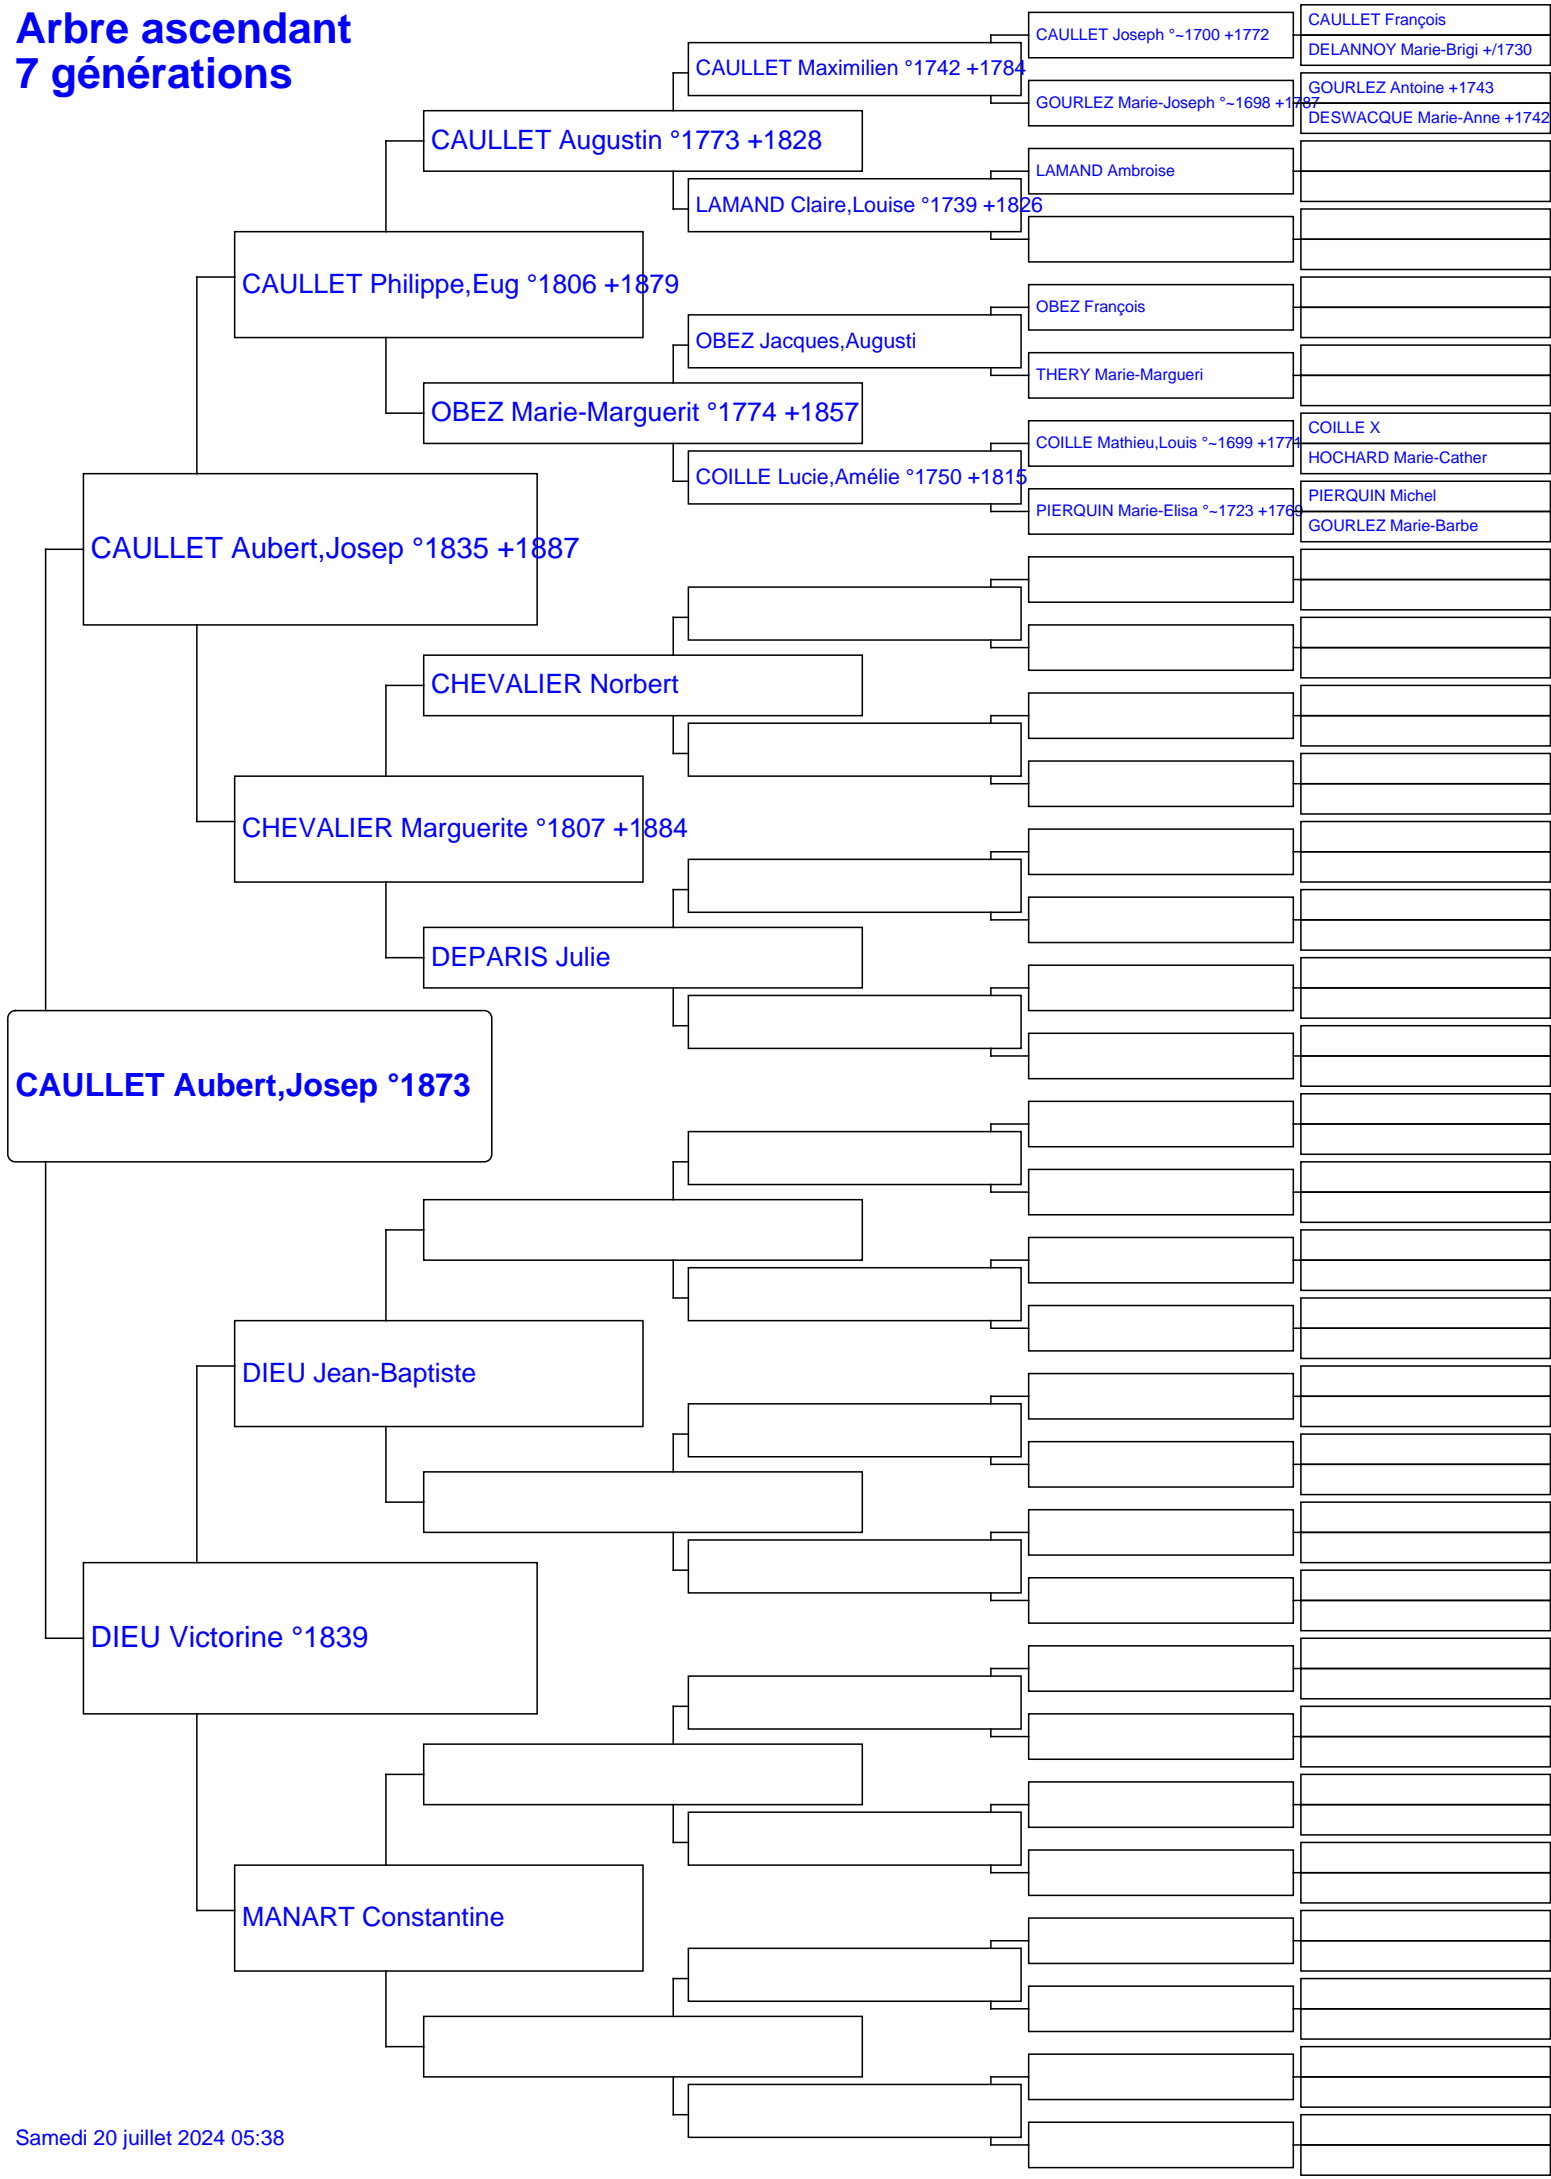 Arbre ascendant
7 générations
CAULLET François
CAULLET Joseph °~1700 +1772
DELANNOY Marie-Brigi +/1730
CAULLET Maximilien °1742 +1784
GOURLEZ Antoine +1743
GOURLEZ Marie-Joseph °~1698 +1787
DESWACQUE Marie-Anne +1742
CAULLET Augustin °1773 +1828
LAMAND Ambroise
LAMAND Claire,Louise °1739 +1826
CAULLET Philippe,Eug °1806 +1879
OBEZ François
OBEZ Jacques,Augusti
THERY Marie-Margueri
OBEZ Marie-Marguerit °1774 +1857
COILLE X
COILLE Mathieu,Louis °~1699 +1771
HOCHARD Marie-Cather
COILLE Lucie,Amélie °1750 +1815
PIERQUIN Michel
PIERQUIN Marie-Elisa °~1723 +1769
GOURLEZ Marie-Barbe
CAULLET Aubert,Josep °1835 +1887
CHEVALIER Norbert
CHEVALIER Marguerite °1807 +1884
DEPARIS Julie
CAULLET Aubert,Josep °1873
DIEU Jean-Baptiste
DIEU Victorine °1839
MANART Constantine
Samedi 20 juillet 2024 05:38